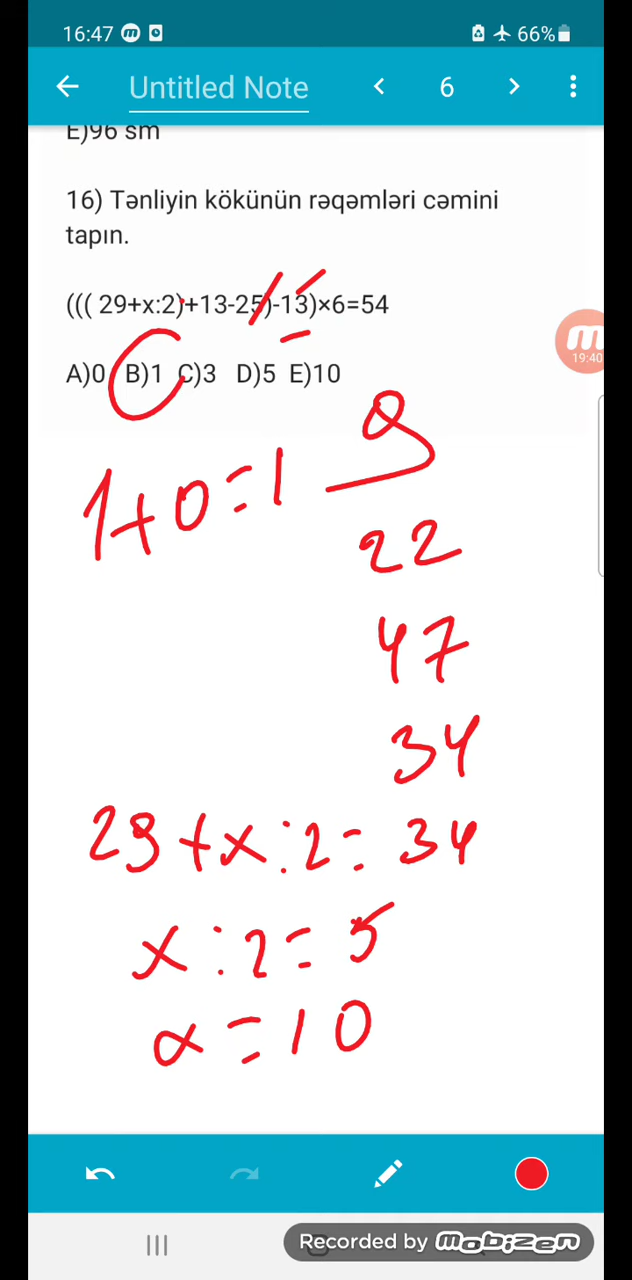 16:47
66%
Untitled Note
6
E)96 sm
16) Tənliyin kökünün rəqəmləri cəmini
tapın.
((( 29+x:2)+13-25)-13)×6=54
A)0 B)1 C)3 D)5 E)10
19:40
9
1+0=1
22
47
34
29+x:2=34
x:2=5
x=10
Recorded by mobizen